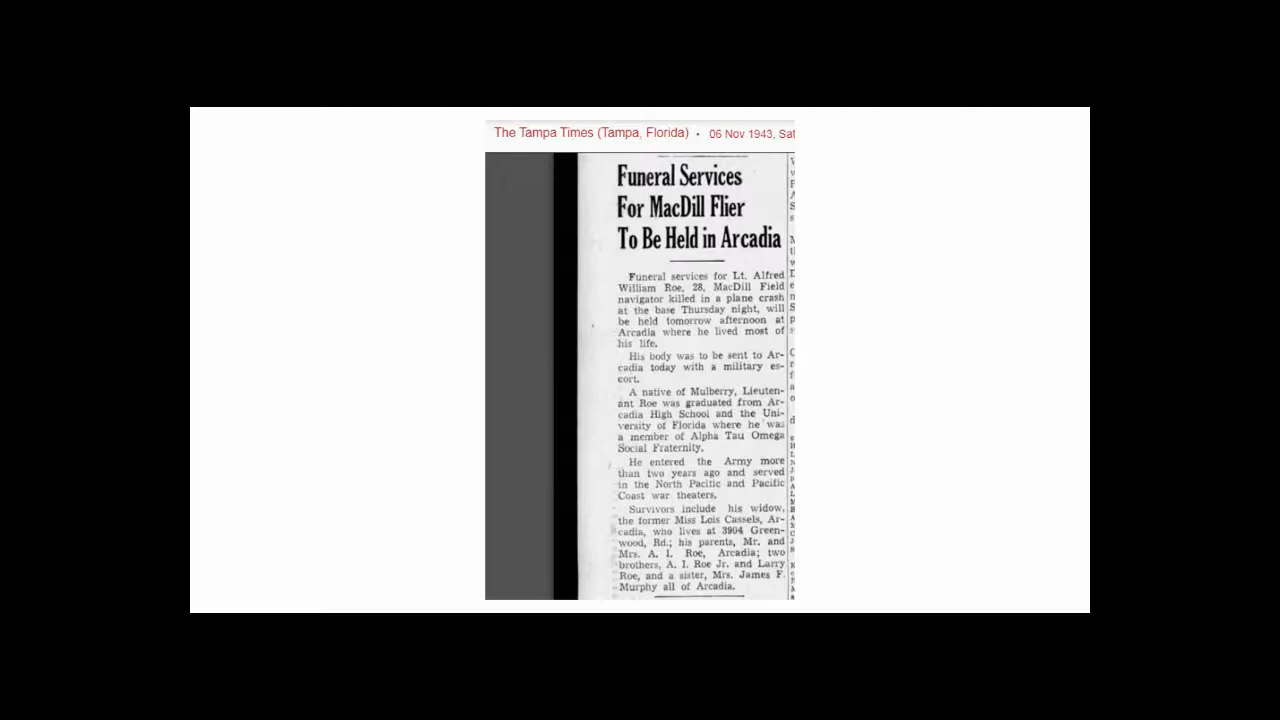 The Tampa Times (Tampa, Florida) • 06 Nov 1943, Sat
Funeral Services
For MacDill Flier
To Be Held in Arcadia
Funeral services for Lt. Alfred
William Roe, 28, MacDill Field
navigator killed in a plane crash
at the base Thursday night, will
be held tomorrow afternoon at
Arcadia where he lived most of
his life.
His body was to be sent to Ar-
cadia today with a military es-
cort.
A native of Mulberry, Lieuten-
ant Roe was graduated from Ar-
cadia High School and the Uni-
versity of Florida where he was
a member of Alpha Tau Omega
Social Fraternity.
He entered the Army more
than two years ago and served
in the North Pacific and Pacific
Coast war theaters.
Survivors include his widow,
the former Miss Lois Cassels, Ar-
cadia, who lives at 3904 Green-
wood, Rd.; his parents, Mr. and
Mrs. A. I. Roe, Arcadia; two
brothers, A. I. Roe Jr. and Larry
Roe, and a sister, Mrs. James F.
Murphy all of Arcadia.